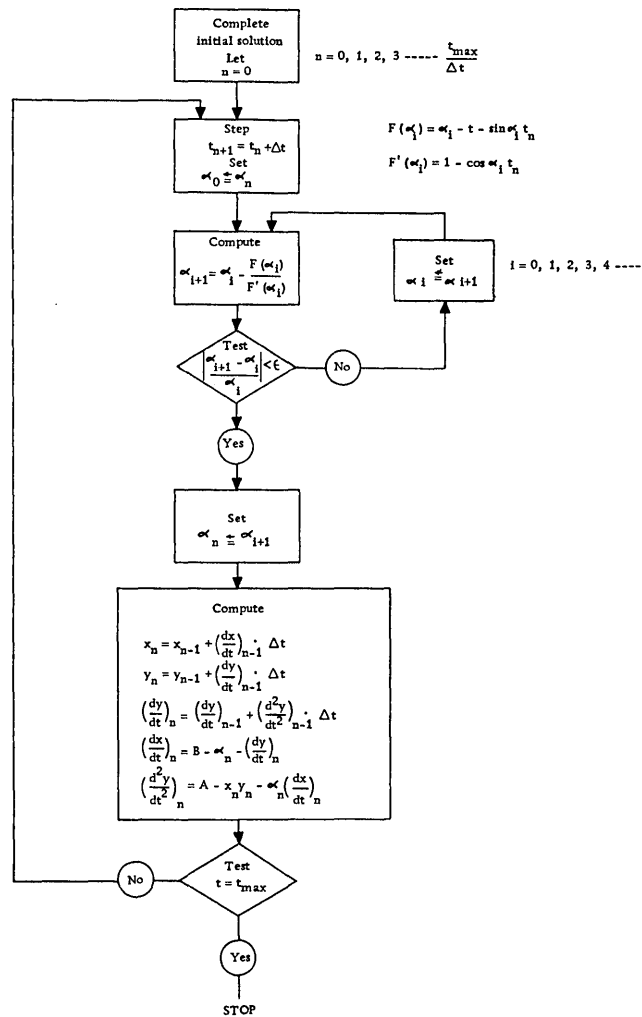 Complete
initial solution
Let
n = 0
n = 0, 1, 2, 3 ----- t_max / Δt
Step
t_{n+1} = t_n + Δt
Set
α_0 ⇐ α_n
F(α_i) = α_i - t - sin α_i t_n
F'(α_i) = 1 - cos α_i t_n
Compute
α_{i+1} = α_i - F(α_i) / F'(α_i)
Set
α_i ⇐ α_{i+1}
i = 0, 1, 2, 3, 4 ----
Test
|(α_{i+1} - α_i) / α_i| < ϵ
No
Yes
Set
α_n ⇐ α_{i+1}
Compute
x_n = x_{n-1} + (dx/dt)_{n-1} · Δt
y_n = y_{n-1} + (dy/dt)_{n-1} · Δt
(dy/dt)_n = (dy/dt)_{n-1} + (d²y/dt²)_{n-1} · Δt
(dx/dt)_n = B - α_n - (dy/dt)_n
(d²y/dt²)_n = A - x_n y_n - α_n (dx/dt)_n
Test
t = t_max
No
Yes
STOP